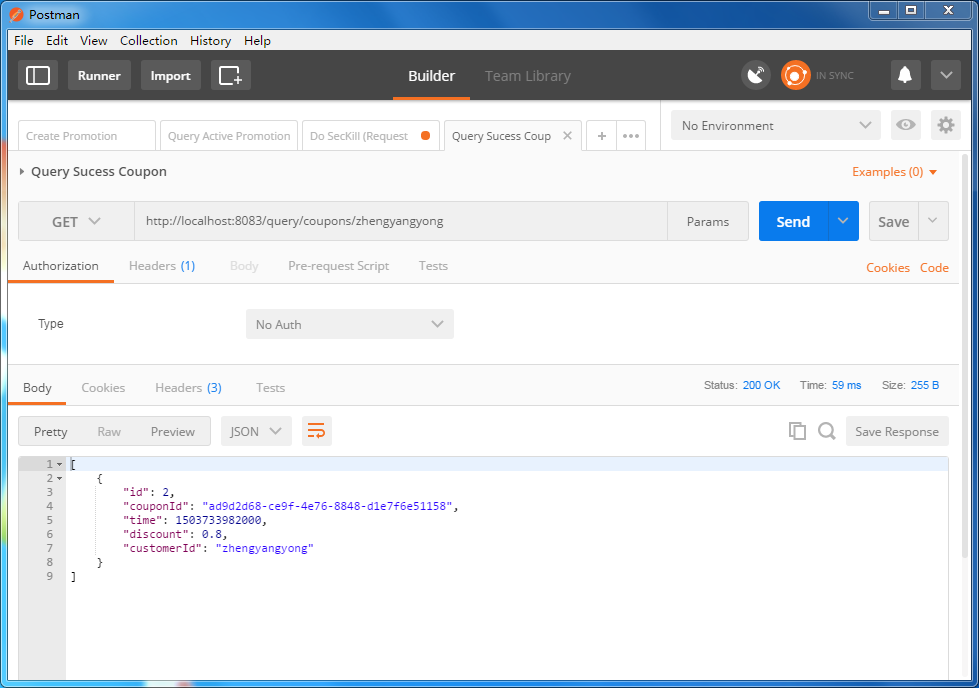 Postman
File Edit View Collection History Help
Runner Import Builder Team Library IN SYNC
Create Promotion Query Active Promotion Do SecKill (Request Query Sucess Coup No Environment
Query Sucess Coupon Examples (0)
GET http://localhost:8083/query/coupons/zhengyangyong Params Send Save
Authorization Headers (1) Body Pre-request Script Tests Cookies Code
Type No Auth
Body Cookies Headers (3) Tests Status: 200 OK Time: 59 ms Size: 255 B
Pretty Raw Preview JSON Save Response
1 [
2 {
3 "id": 2,
4 "couponId": "ad9d2d68-ce9f-4e76-8848-d1e7f6e51158",
5 "time": 1503733982000,
6 "discount": 0.8,
7 "customerId": "zhengyangyong"
8 }
9 ]